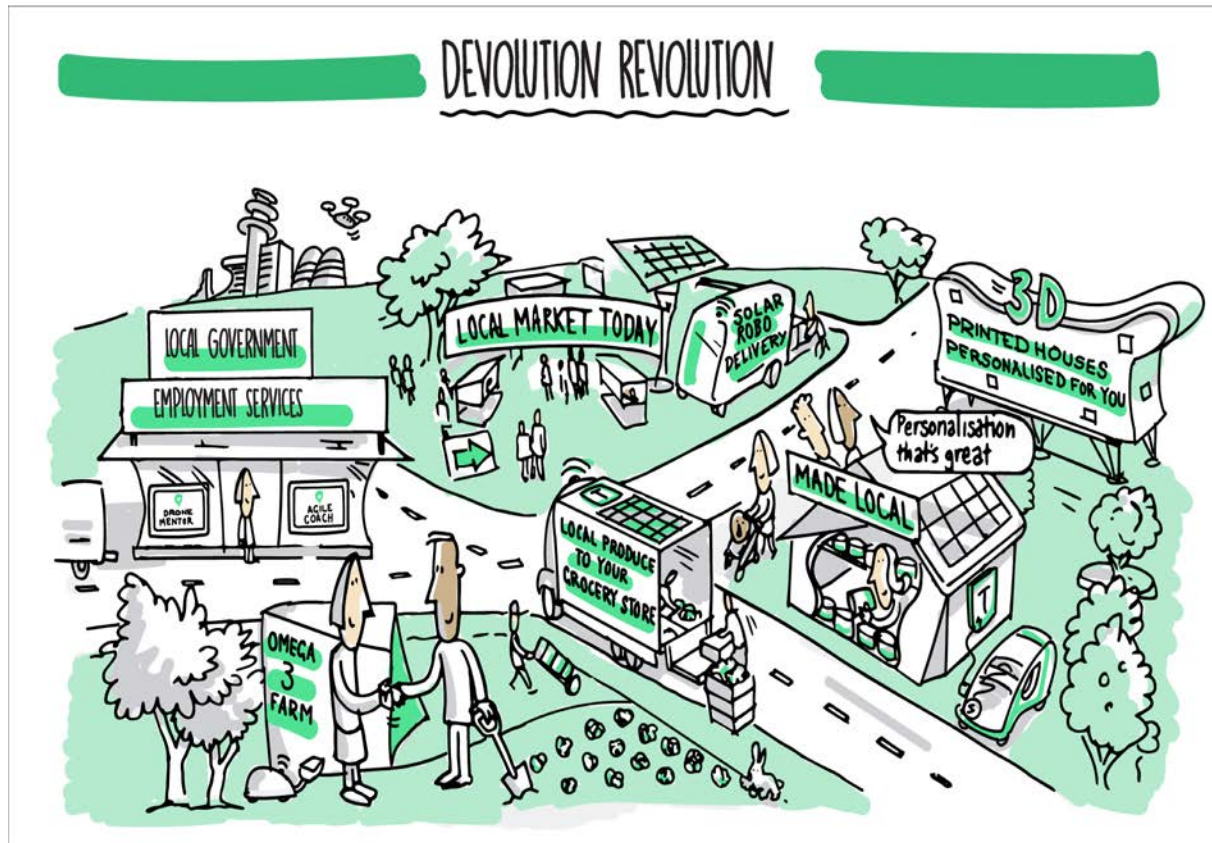 DEVOLUTION REVOLUTION
LOCAL GOVERNMENT
EMPLOYMENT SERVICES
DRONE
MENTOR
AGILE
COACH
LOCAL MARKET TODAY
SOLAR
ROBO
DELIVERY
3-D
PRINTED HOUSES
PERSONALISED FOR YOU
Personalisation
that's great
MADE LOCAL
T
LOCAL PRODUCE
TO YOUR
GROCERY STORE
T
OMEGA
3
FARM